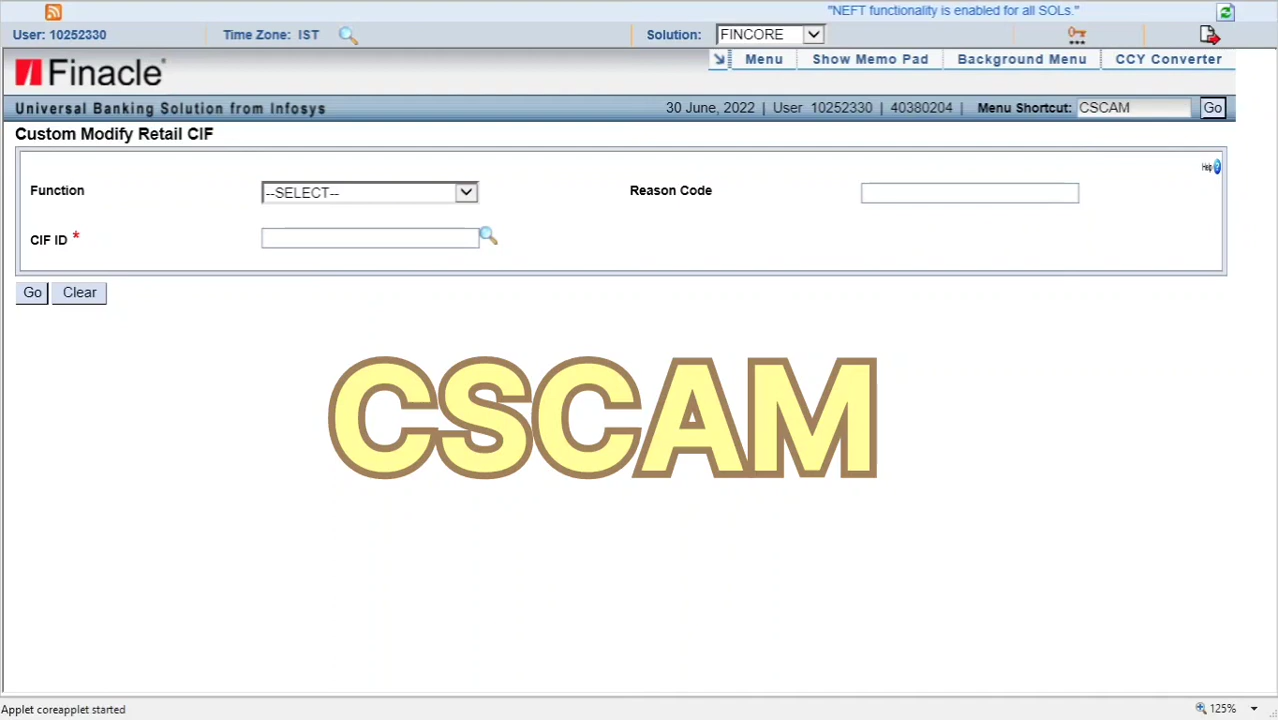 "NEFT functionality is enabled for all SOLs."
User: 10252330 Time Zone: IST Solution: FINCORE
Menu Show Memo Pad Background Menu CCY Converter
Finacle
Universal Banking Solution from Infosys 30 June, 2022 | User 10252330 | 40380204 | Menu Shortcut: CSCAM Go
Custom Modify Retail CIF
Help ?
Function --SELECT-- Reason Code
CIF ID *
Go Clear
CSCAM
Applet coreapplet started 125%